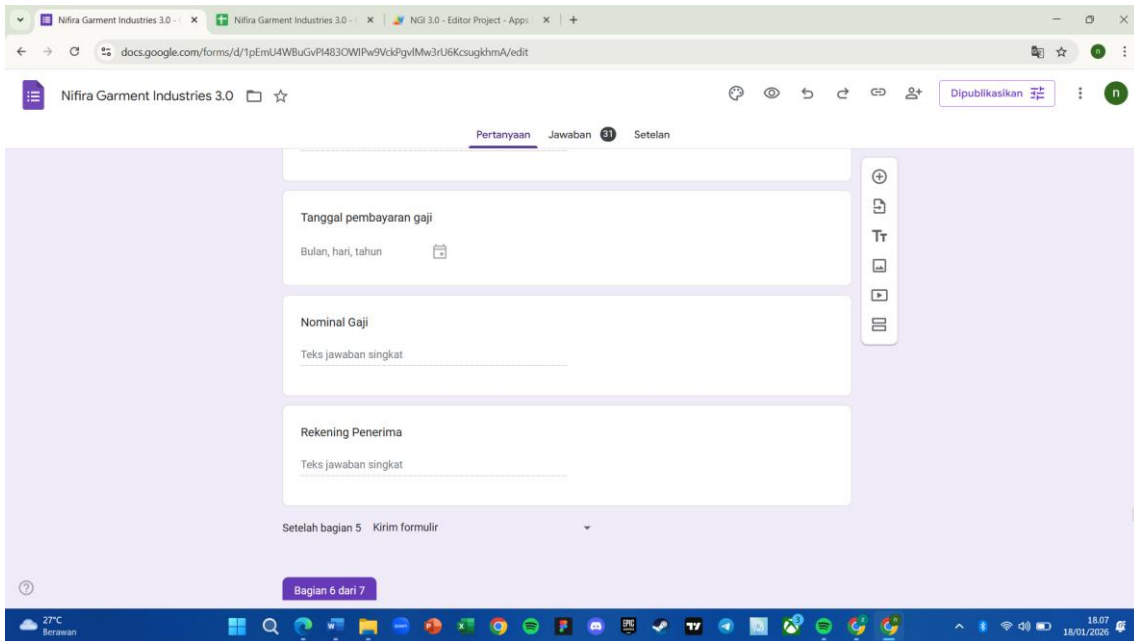 Nifira Garment Industries 3.0 -
Nifira Garment Industries 3.0 -
NGI 3.0 - Editor Project - Apps
docs.google.com/forms/d/1pEmU4WBuGvPI483OWIPw9VckPgvlMw3rU6KcsugkhmA/edit
n
Nifira Garment Industries 3.0
Dipublikasikan
n
Pertanyaan
Jawaban 31
Setelan
Tanggal pembayaran gaji
Bulan, hari, tahun
Nominal Gaji
Teks jawaban singkat
Rekening Penerima
Teks jawaban singkat
Setelah bagian 5 Kirim formulir
Bagian 6 dari 7
27°C
Berawan
18.07
18/01/2026